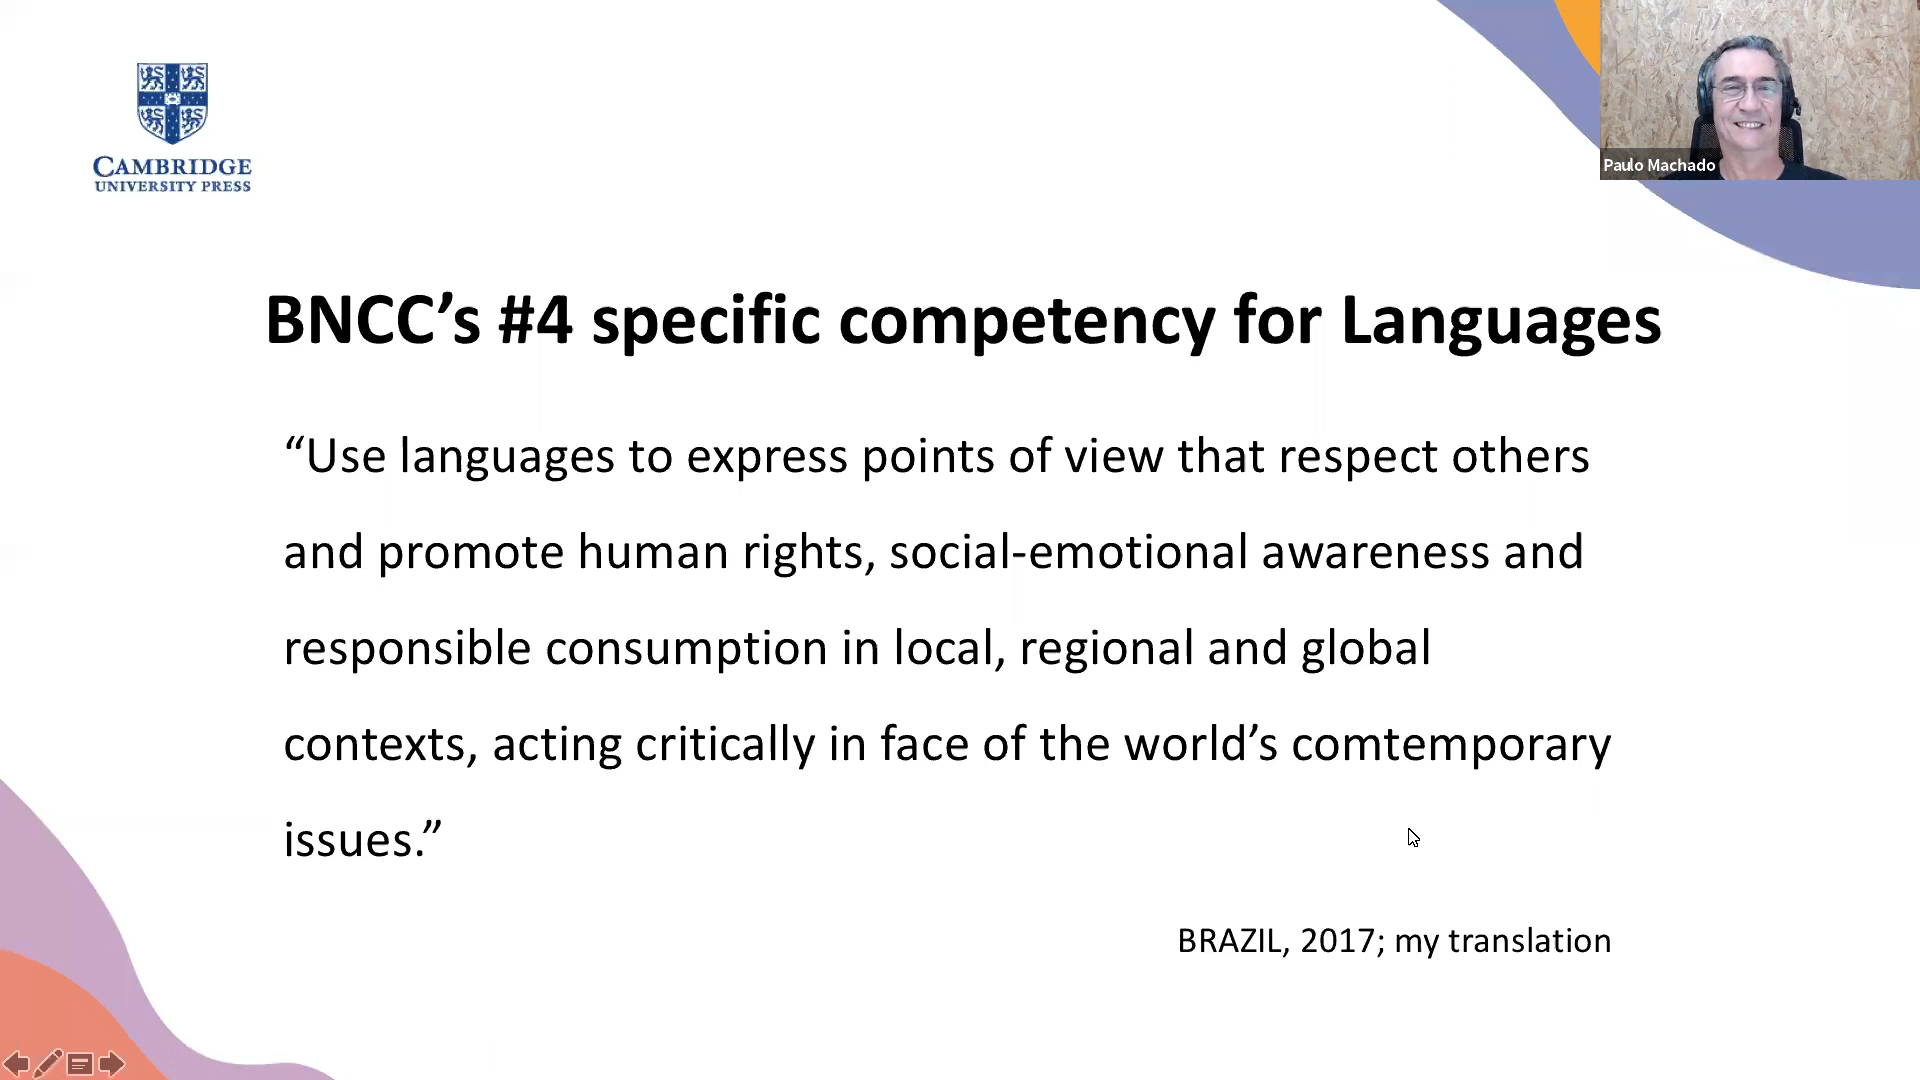 CAMBRIDGE
UNIVERSITY PRESS
Paulo Machado
BNCC’s #4 specific competency for Languages
“Use languages to express points of view that respect others
and promote human rights, social-emotional awareness and
responsible consumption in local, regional and global
contexts, acting critically in face of the world’s comtemporary
issues.”
BRAZIL, 2017; my translation